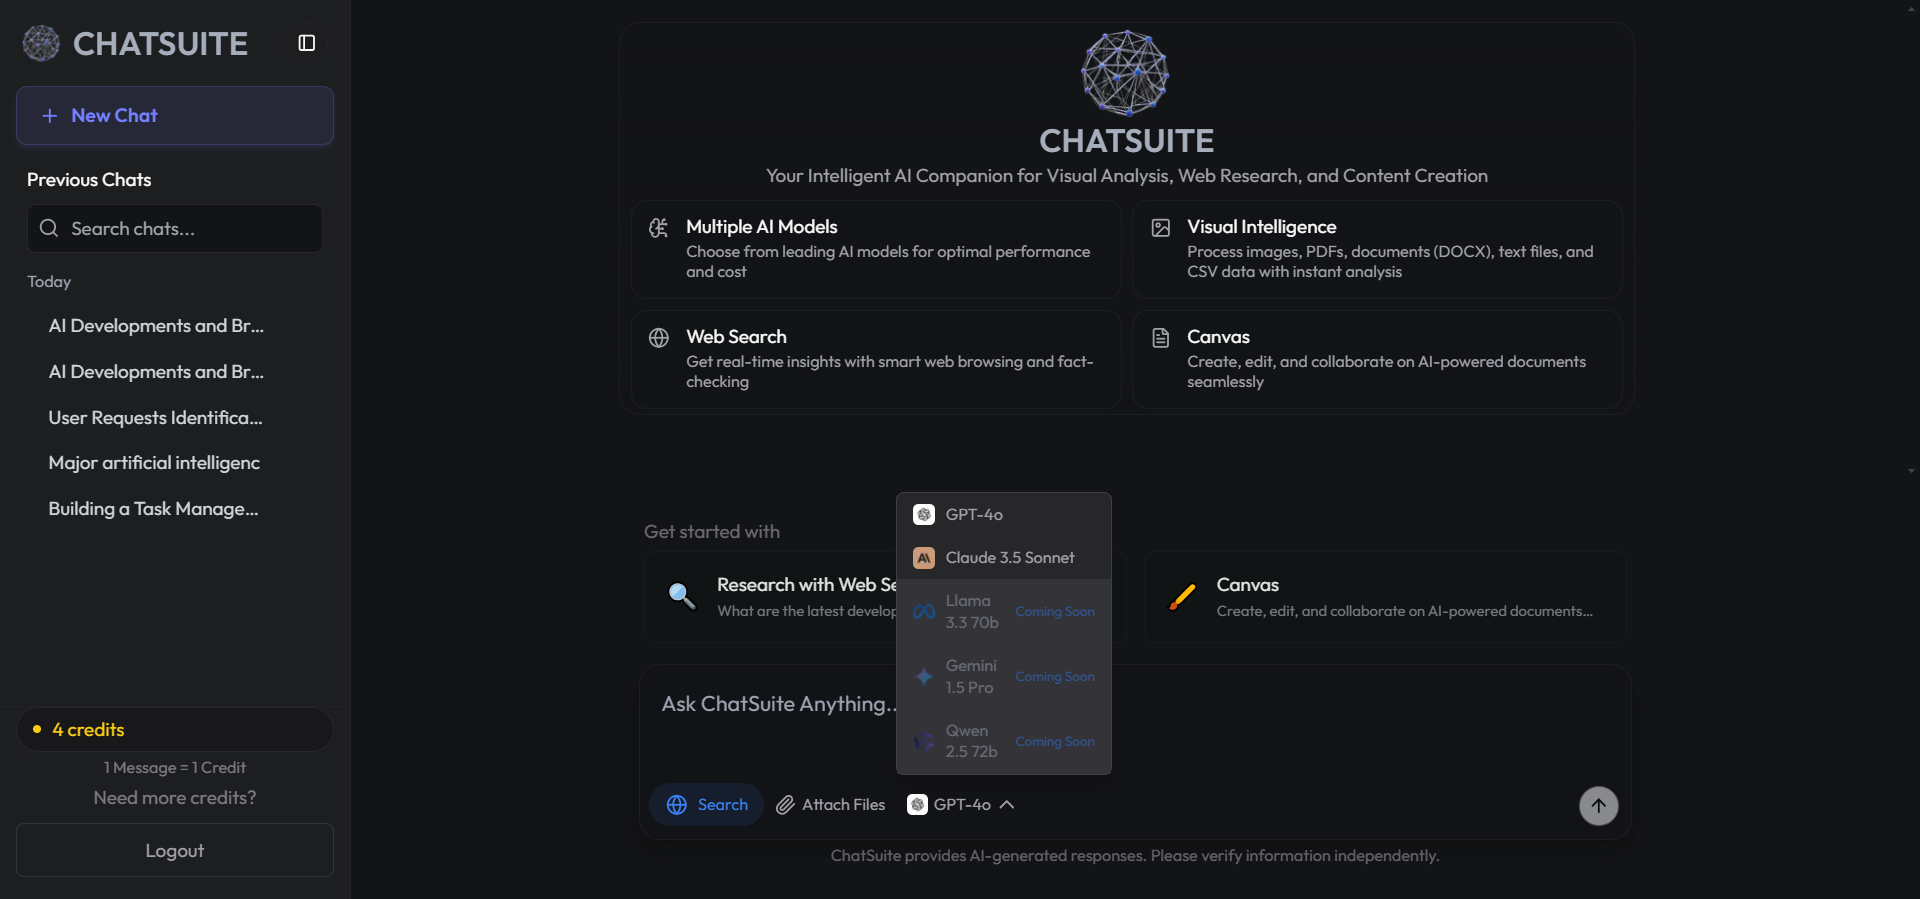 CHATSUITE
New Chat
Previous Chats
Search chats...
Today
AI Developments and Br...
AI Developments and Br...
User Requests Identifica...
Major artificial intelligenc
Building a Task Manage...
4 credits
1 Message = 1 Credit
Need more credits?
Logout
CHATSUITE
Your Intelligent AI Companion for Visual Analysis, Web Research, and Content Creation
Multiple AI Models
Choose from leading AI models for optimal performance
and cost
Visual Intelligence
Process images, PDFs, documents (DOCX), text files, and
CSV data with instant analysis
Web Search
Get real-time insights with smart web browsing and fact-
checking
Canvas
Create, edit, and collaborate on AI-powered documents
seamlessly
Get started with
Research with Web Se
What are the latest develop
Canvas
Create, edit, and collaborate on AI-powered documents...
GPT-4o
Claude 3.5 Sonnet
Llama
3.3 70b
Coming Soon
Gemini
1.5 Pro
Coming Soon
Qwen
2.5 72b
Coming Soon
Ask ChatSuite Anything..
Search
Attach Files
GPT-4o
ChatSuite provides AI-generated responses. Please verify information independently.